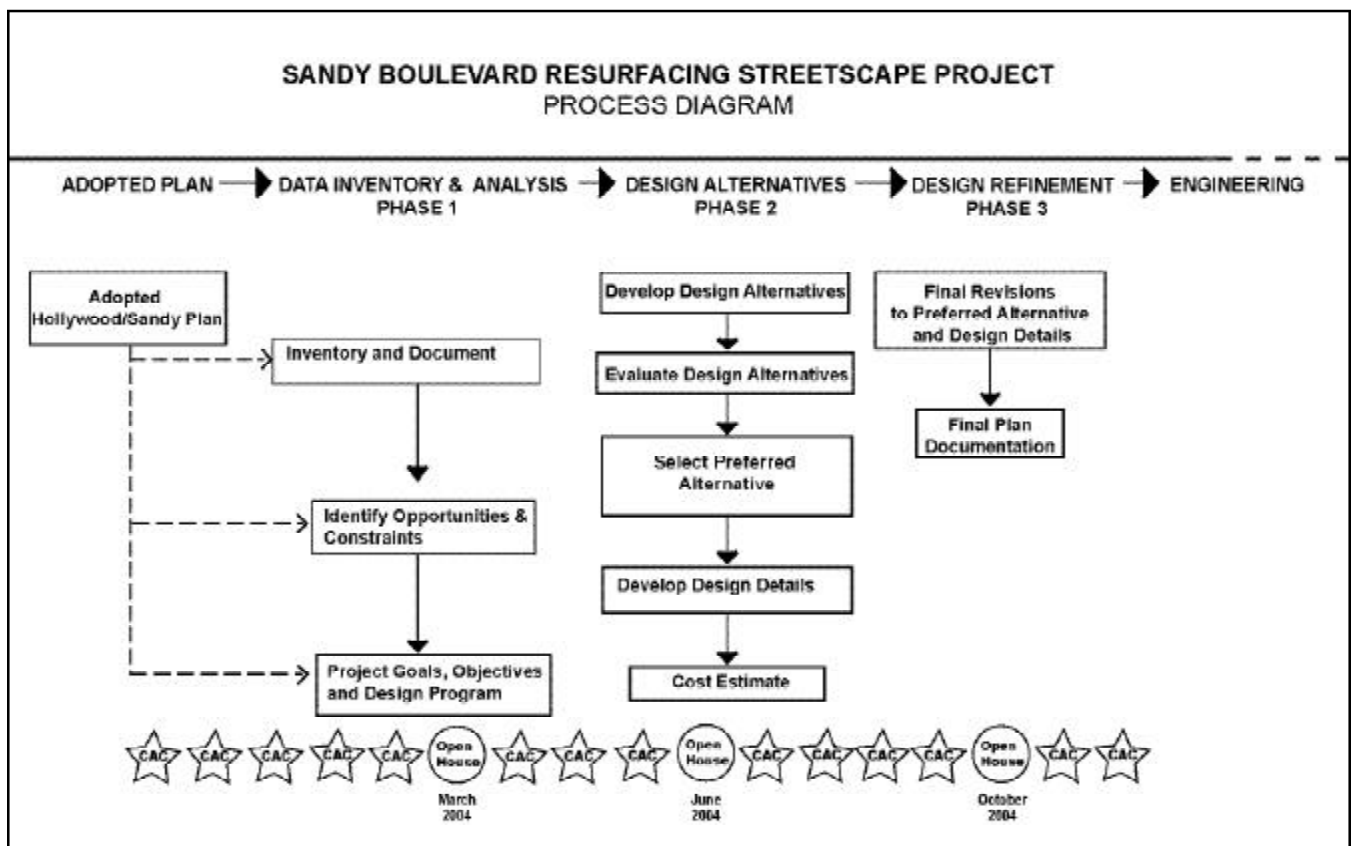 SANDY BOULEVARD RESURFACING STREETSCAPE PROJECT
PROCESS DIAGRAM
ADOPTED PLAN
DATA INVENTORY & ANALYSIS
PHASE 1
DESIGN ALTERNATIVES
PHASE 2
DESIGN REFINEMENT
PHASE 3
ENGINEERING
Adopted
Hollywood/Sandy Plan
Inventory and Document
Identify Opportunities &
Constraints
Project Goals, Objectives
and Design Program
Develop Design Alternatives
Evaluate Design Alternatives
Select Preferred
Alternative
Develop Design Details
Cost Estimate
Final Revisions
to Preferred Alternative
and Design Details
Final Plan
Documentation
CAC
CAC
CAC
CAC
CAC
Open
House
CAC
CAC
CAC
Open
House
CAC
CAC
CAC
CAC
Open
House
CAC
CAC
March
2004
June
2004
October
2004